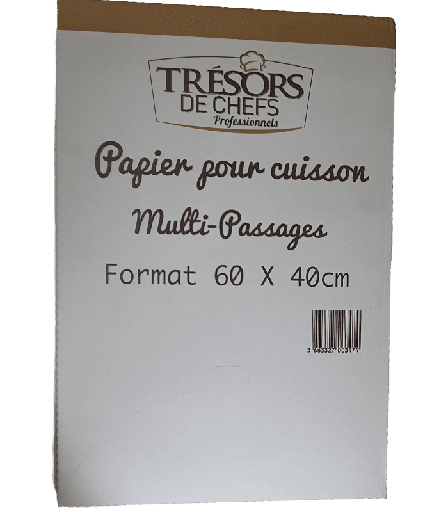 TRÉSORS
DE CHEFS
Professionnels
Papier pour cuisson
Multi-Passages
Format 60 X 40cm